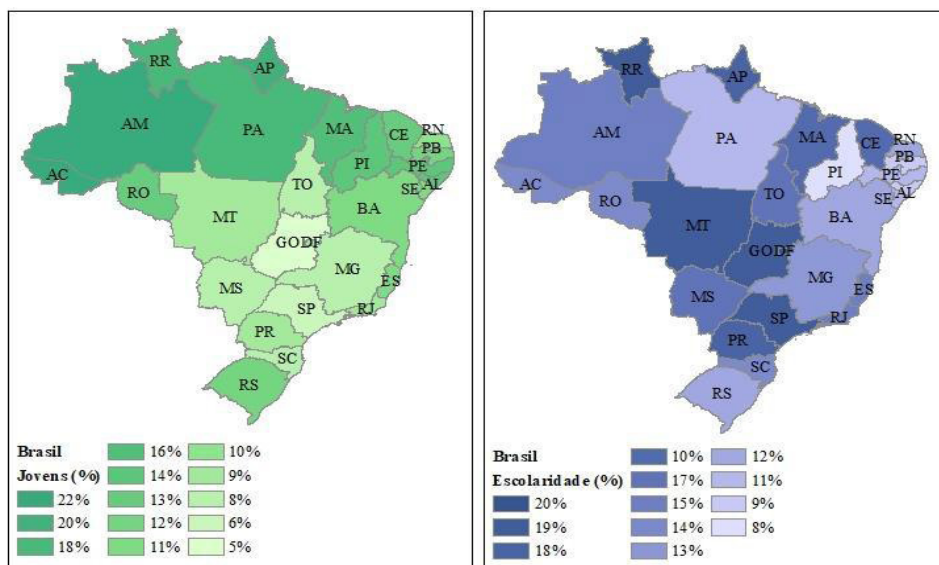 RR
AP
AM
PA
MA
CE
RN
PB
PI
PE
AL
SE
AC
RO
TO
BA
MT
GODF
MG
ES
MS
SP
RJ
PR
SC
RS
Brasil
Jovens (%)
22%
20%
18%
16%
14%
13%
12%
11%
10%
9%
8%
6%
5%
RR
AP
AM
PA
MA
CE
RN
PB
PI
PE
AL
SE
AC
RO
TO
BA
MT
GODF
MG
ES
MS
SP
RJ
PR
SC
RS
Brasil
Escolaridade (%)
20%
19%
18%
10%
17%
15%
14%
13%
12%
11%
9%
8%